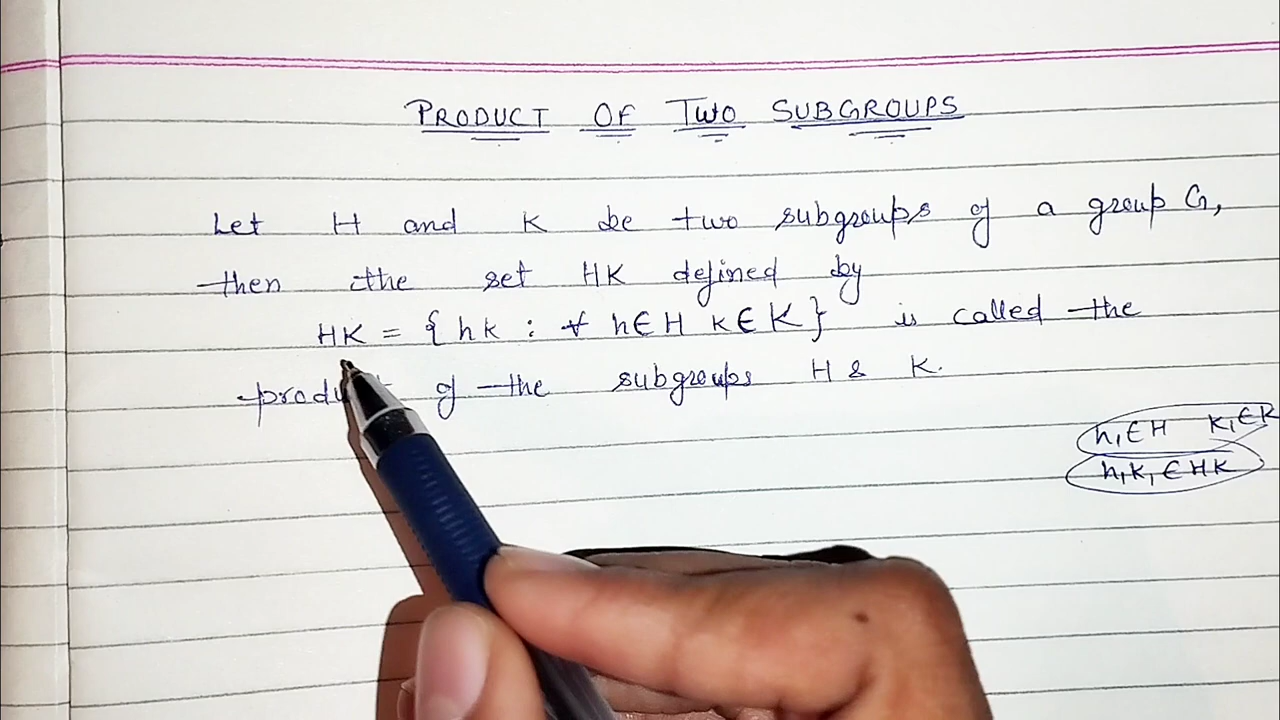 PRODUCT OF TWO SUBGROUPS
Let H and K be two subgroups of a group G,
then the set HK defined by
HK = { hk : ∀ h∈H k∈K } is called the
of the subgroups H & K.
h₁∈H k₁∈K
h₁k₁∈HK